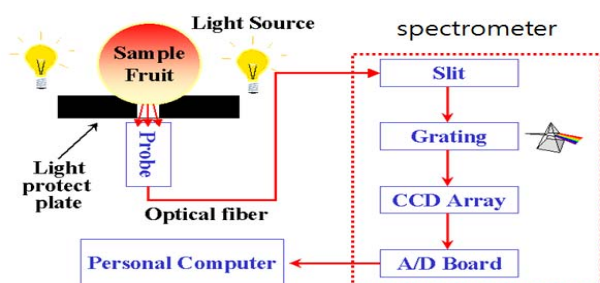 spectrometer
Light Source
Sample
Fruit
Slit
Grating
Probe
Light
protect
plate
Optical fiber
CCD Array
Personal Computer
A/D Board